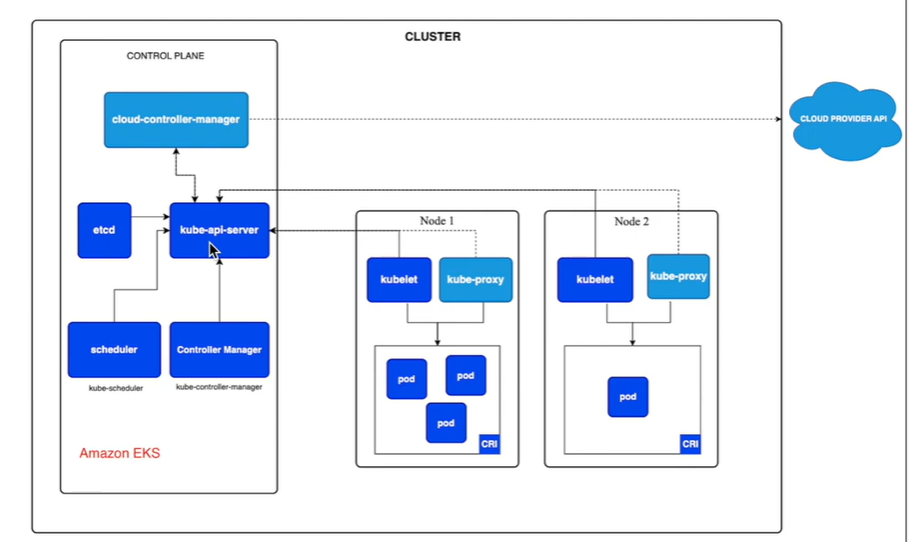 CLUSTER
CONTROL PLANE
cloud-controller-manager
CLOUD PROVIDER API
etcd
kube-api-server
Node 1
Node 2
kubelet
kube-proxy
kubelet
kube-proxy
scheduler
Controller Manager
kube-scheduler
kube-controller-manager
pod
pod
pod
CRI
pod
CRI
Amazon EKS